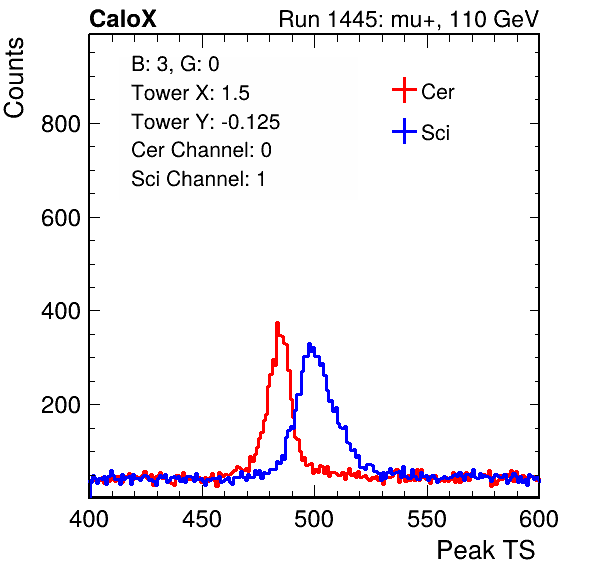 CaloX Run 1445: mu+, 110 GeV
Counts
B: 3, G: 0
Tower X: 1.5
Tower Y: -0.125
Cer Channel: 0
Sci Channel: 1
Cer
Sci
800
600
400
200
400 450 500 550 600
Peak TS